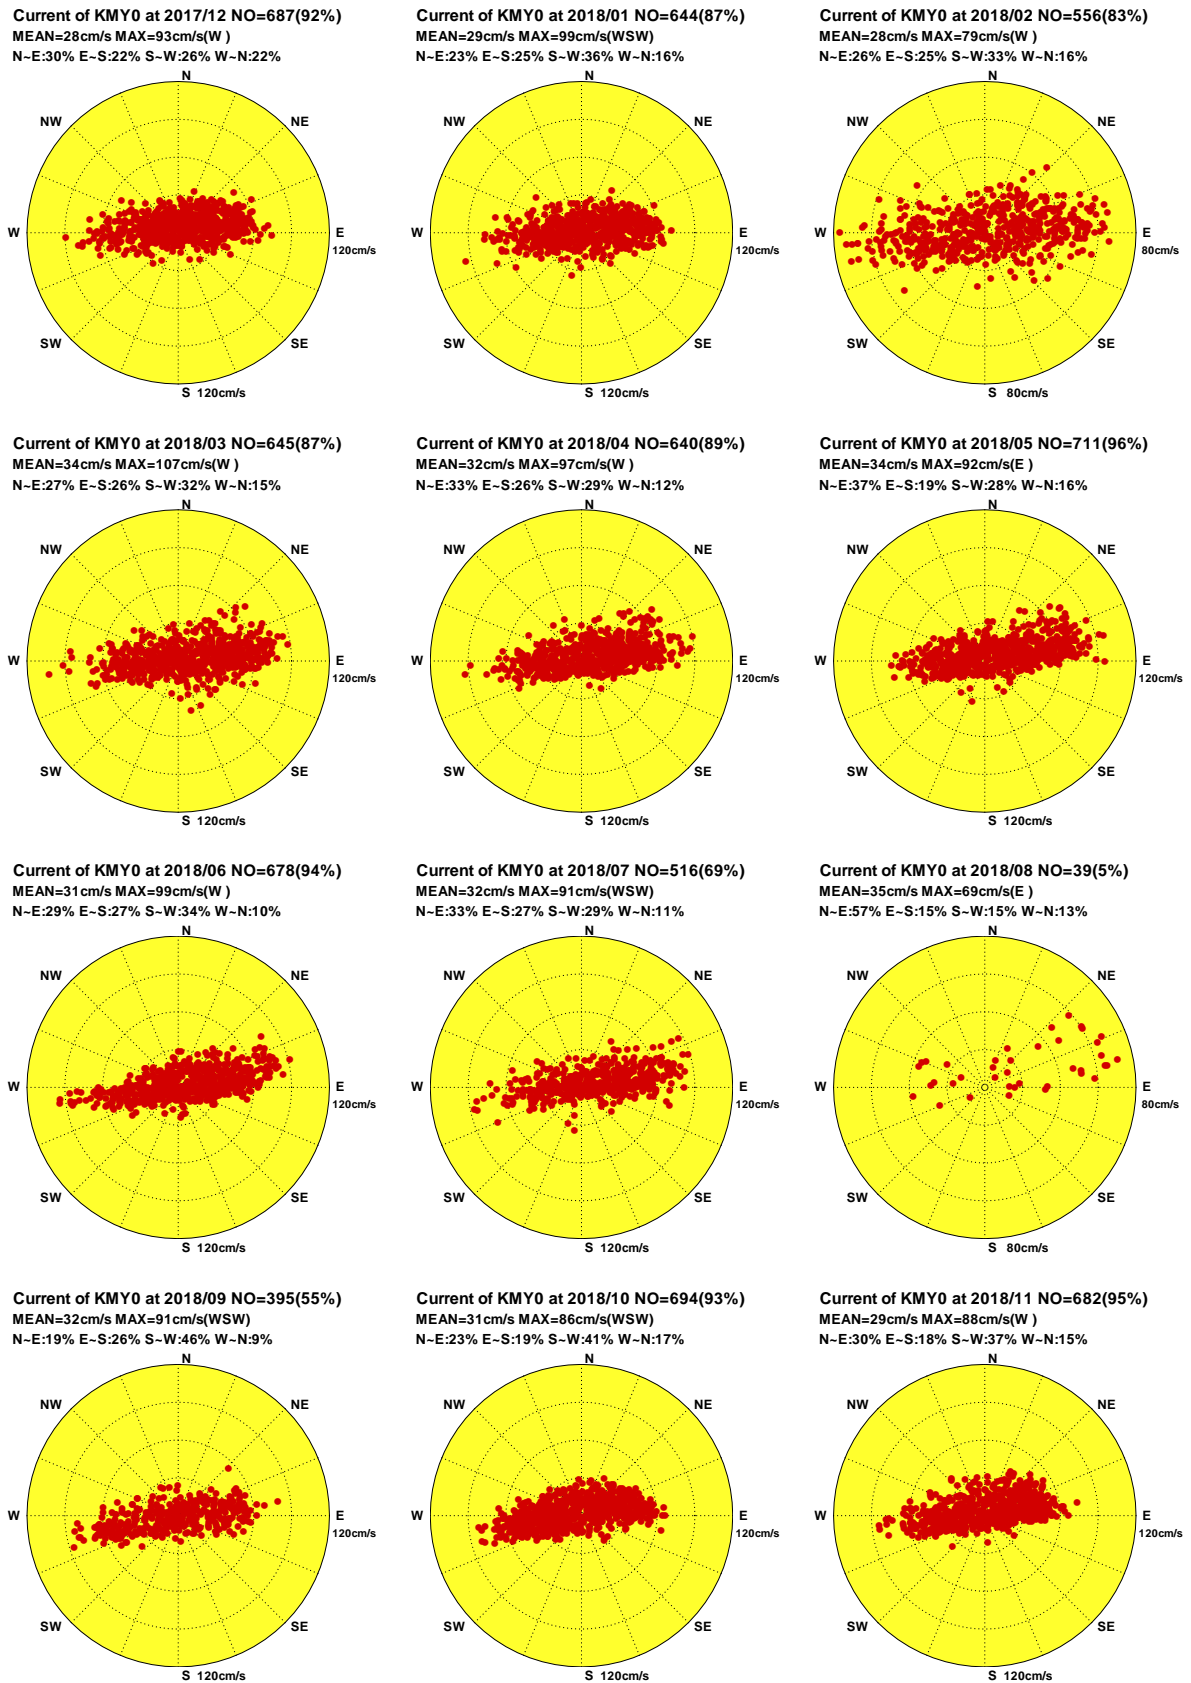 Current of KMY0 at 2017/12 NO=687(92%)
MEAN=28cm/s MAX=93cm/s(W )
N~E:30% E~S:22% S~W:26% W~N:22%
N
NW
NE
W
E
120cm/s
SW
SE
S 120cm/s
Current of KMY0 at 2018/01 NO=644(87%)
MEAN=29cm/s MAX=99cm/s(WSW)
N~E:23% E~S:25% S~W:36% W~N:16%
N
NW
NE
W
E
120cm/s
SW
SE
S 120cm/s
Current of KMY0 at 2018/02 NO=556(83%)
MEAN=28cm/s MAX=79cm/s(W )
N~E:26% E~S:25% S~W:33% W~N:16%
N
NW
NE
W
E
80cm/s
SW
SE
S 80cm/s
Current of KMY0 at 2018/03 NO=645(87%)
MEAN=34cm/s MAX=107cm/s(W )
N~E:27% E~S:26% S~W:32% W~N:15%
N
NW
NE
W
E
120cm/s
SW
SE
S 120cm/s
Current of KMY0 at 2018/04 NO=640(89%)
MEAN=32cm/s MAX=97cm/s(W )
N~E:33% E~S:26% S~W:29% W~N:12%
N
NW
NE
W
E
120cm/s
SW
SE
S 120cm/s
Current of KMY0 at 2018/05 NO=711(96%)
MEAN=34cm/s MAX=92cm/s(E )
N~E:37% E~S:19% S~W:28% W~N:16%
N
NW
NE
W
E
120cm/s
SW
SE
S 120cm/s
Current of KMY0 at 2018/06 NO=678(94%)
MEAN=31cm/s MAX=99cm/s(W )
N~E:29% E~S:27% S~W:34% W~N:10%
N
NW
NE
W
E
120cm/s
SW
SE
S 120cm/s
Current of KMY0 at 2018/07 NO=516(69%)
MEAN=32cm/s MAX=91cm/s(WSW)
N~E:33% E~S:27% S~W:29% W~N:11%
N
NW
NE
W
E
120cm/s
SW
SE
S 120cm/s
Current of KMY0 at 2018/08 NO=39(5%)
MEAN=35cm/s MAX=69cm/s(E )
N~E:57% E~S:15% S~W:15% W~N:13%
N
NW
NE
W
E
80cm/s
SW
SE
S 80cm/s
Current of KMY0 at 2018/09 NO=395(55%)
MEAN=32cm/s MAX=91cm/s(WSW)
N~E:19% E~S:26% S~W:46% W~N:9%
N
NW
NE
W
E
120cm/s
SW
SE
S 120cm/s
Current of KMY0 at 2018/10 NO=694(93%)
MEAN=31cm/s MAX=86cm/s(WSW)
N~E:23% E~S:19% S~W:41% W~N:17%
N
NW
NE
W
E
120cm/s
SW
SE
S 120cm/s
Current of KMY0 at 2018/11 NO=682(95%)
MEAN=29cm/s MAX=88cm/s(W )
N~E:30% E~S:18% S~W:37% W~N:15%
N
NW
NE
W
E
120cm/s
SW
SE
S 120cm/s